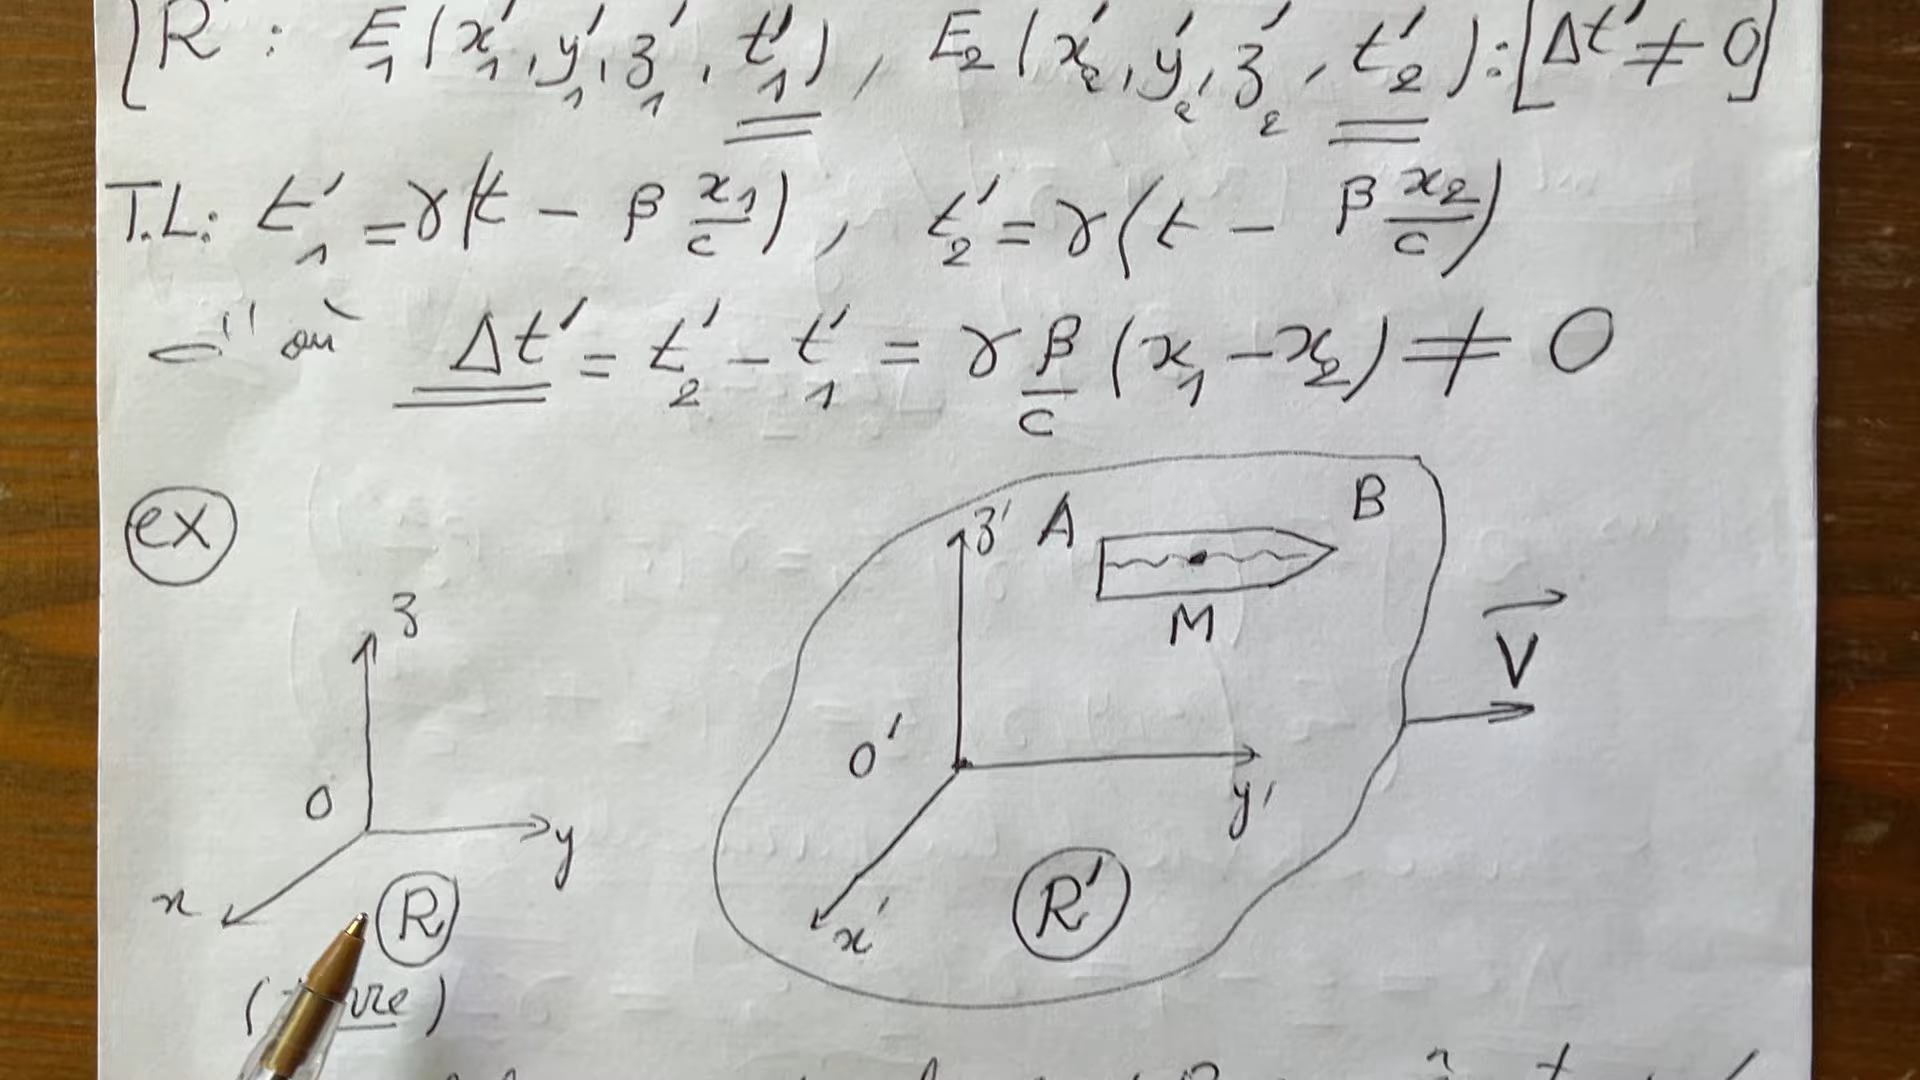 R' : E₁(x'₁, y'₁, z'₁, t'₁), E₂(x'₂, y'₂, z'₂, t'₂) : [Δt' ≠ 0]
T.L: t'₁ = γ(t - β x₁/c), t'₂ = γ(t - β x₂/c)
d'où Δt' = t'₂ - t'₁ = γ β/c (x₁ - x₂) ≠ 0
ex
z' A B
M
z
V
O'
y'
O
y
x
R
R'
x'